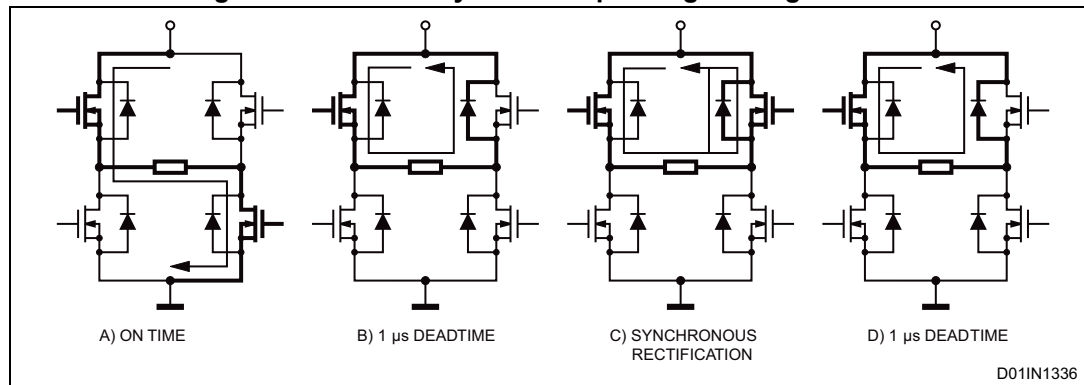 A) ON TIME
B) 1 µs DEADTIME
C) SYNCHRONOUS
RECTIFICATION
D) 1 µs DEADTIME
D01IN1336